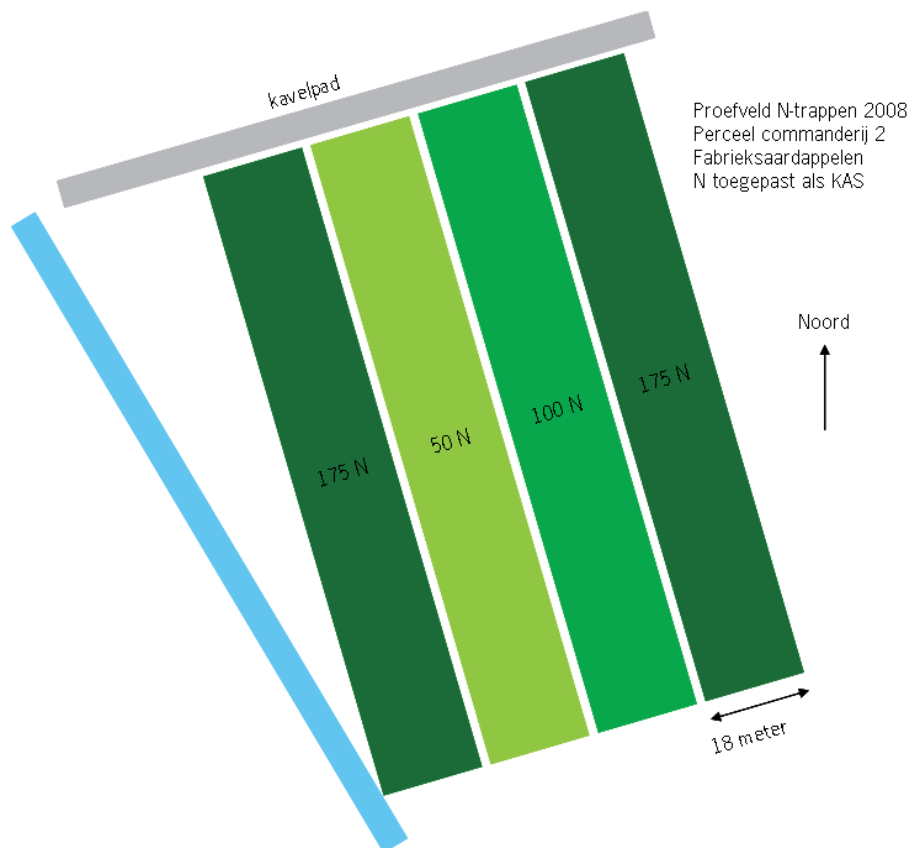 kavelpad
Proefveld N-trappen 2008
Perceel commanderij 2
Fabrieksaardappelen
N toegepast als KAS
Noord
175 N
50 N
100 N
175 N
18 meter